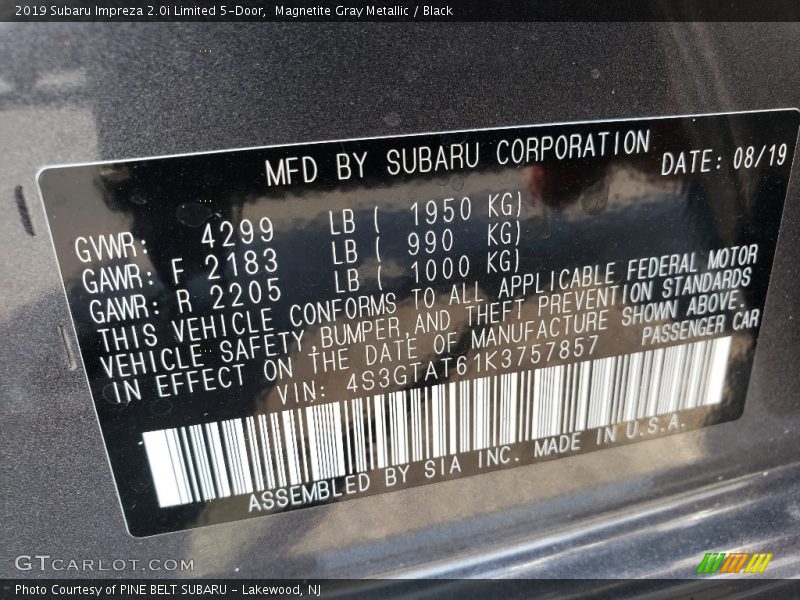 2019 Subaru Impreza 2.0i Limited 5-Door,  Magnetite Gray Metallic / Black
MFD BY SUBARU CORPORATION DATE: 08/19
GVWR: 4299 LB ( 1950 KG)
GAWR: F 2183 LB ( 990 KG)
GAWR: R 2205 LB ( 1000 KG)
THIS VEHICLE CONFORMS TO ALL APPLICABLE FEDERAL MOTOR
VEHICLE SAFETY BUMPER, AND THEFT PREVENTION STANDARDS
IN EFFECT ON THE DATE OF MANUFACTURE SHOWN ABOVE.
VIN: 4S3GTAT61K3757857 PASSENGER CAR
ASSEMBLED BY SIA INC. MADE IN U.S.A.
GTCARLOT.COM
Photo Courtesy of PINE BELT SUBARU - Lakewood, NJ